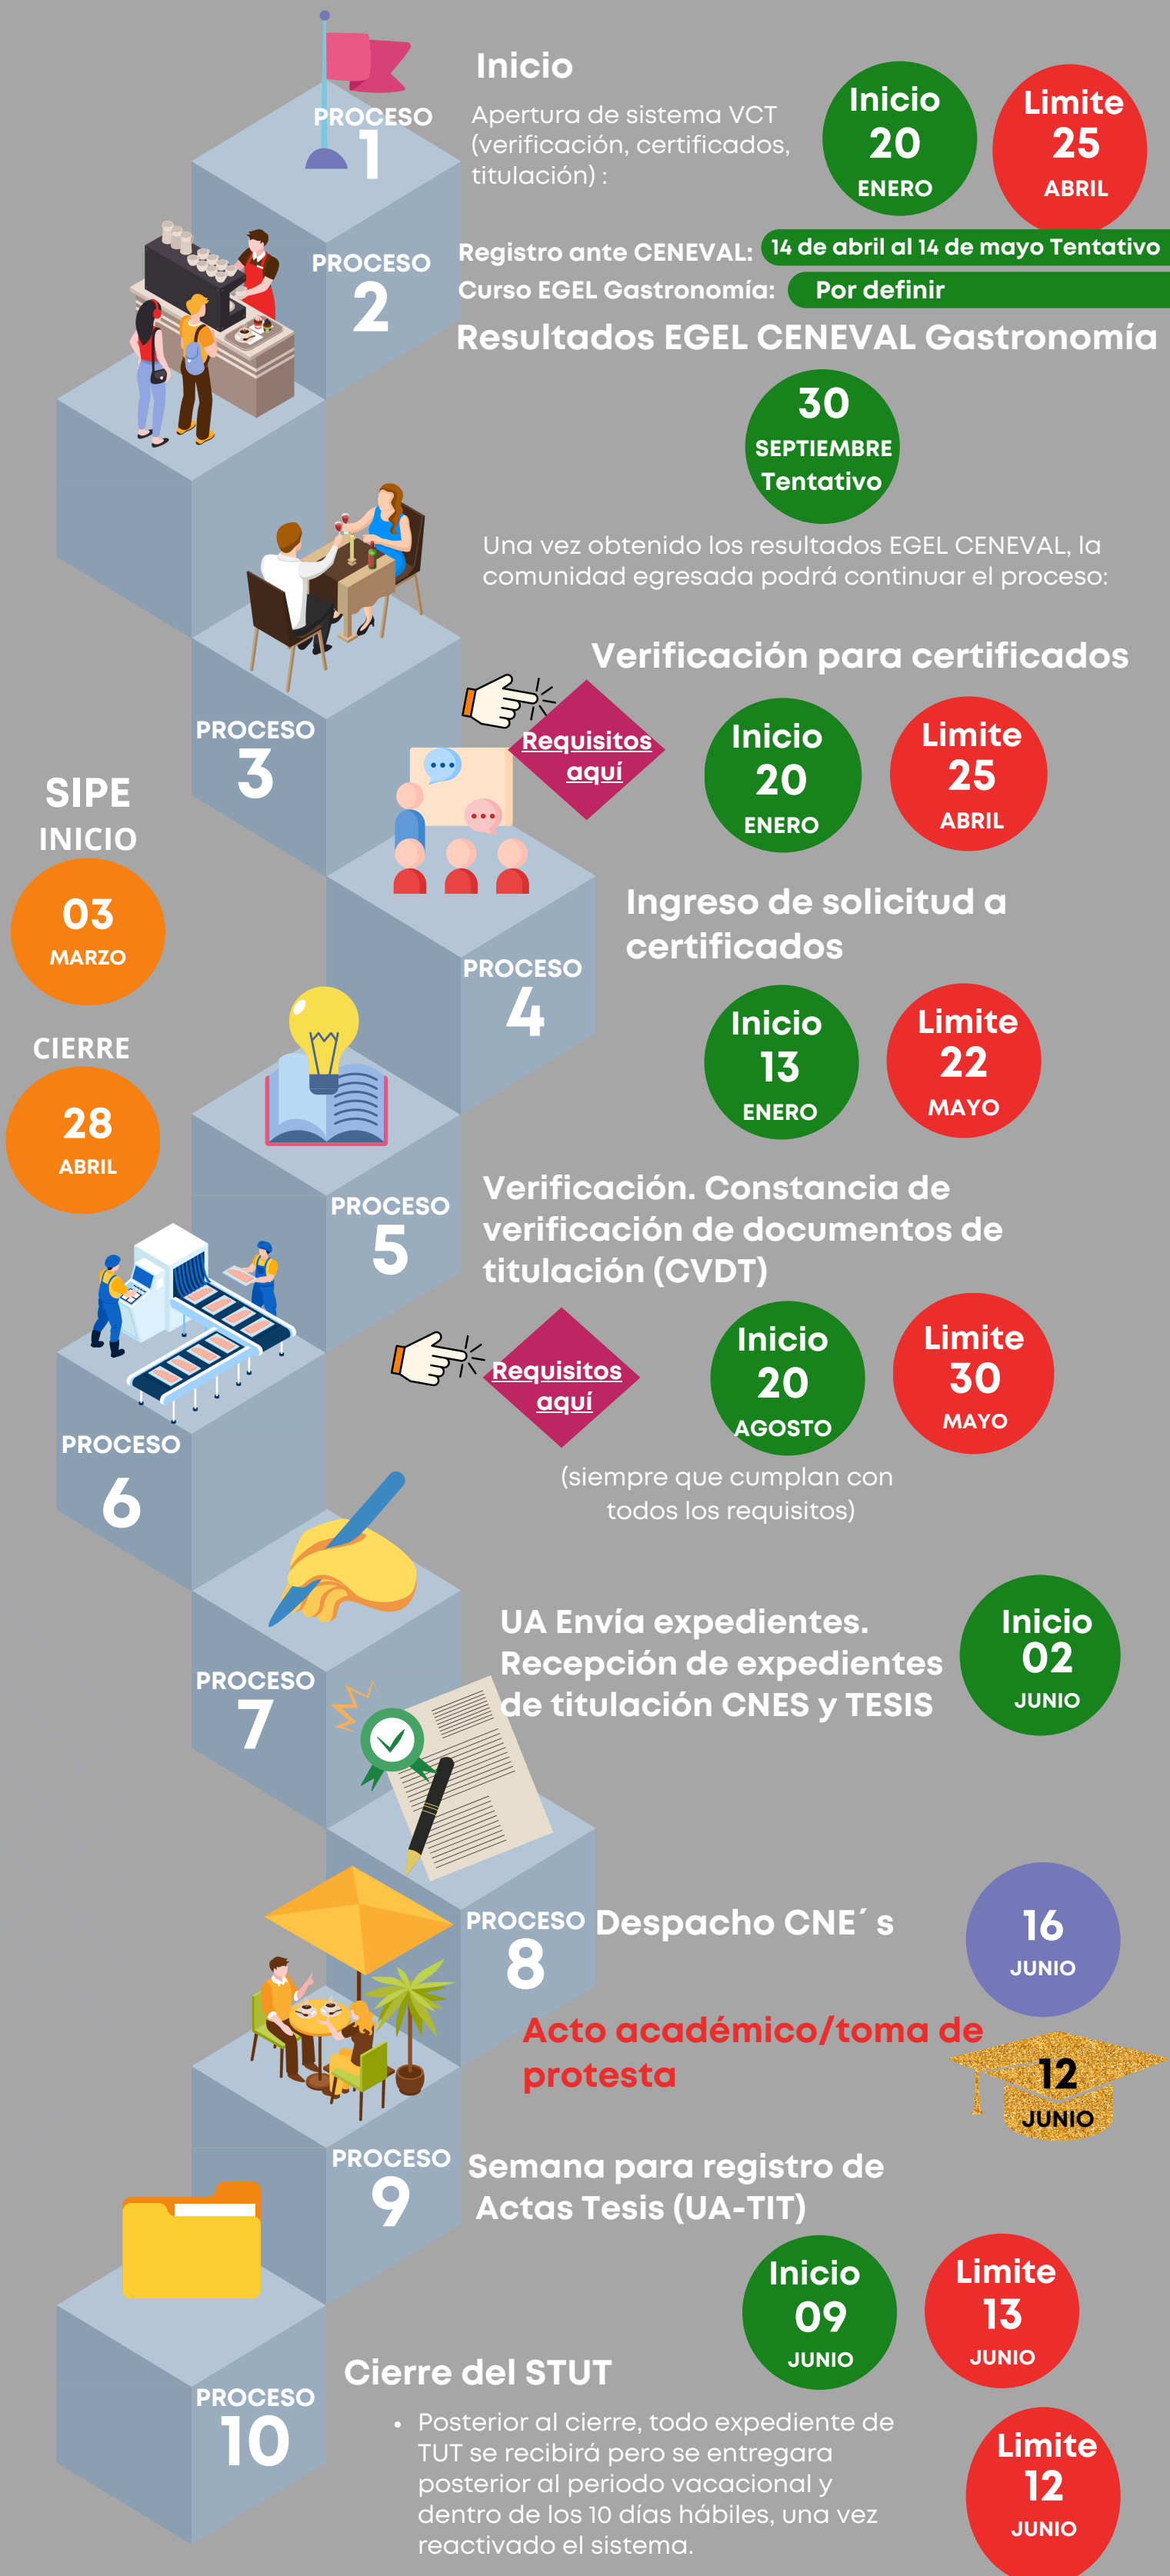 PROCESO
1
Inicio
Apertura de sistema VCT
(verificación, certificados,
titulación) :
Inicio
20
ENERO
Limite
25
ABRIL
PROCESO
2
Registro ante CENEVAL:
14 de abril al 14 de mayo Tentativo
Curso EGEL Gastronomía:
Por definir
Resultados EGEL CENEVAL Gastronomía
30
SEPTIEMBRE
Tentativo
Una vez obtenido los resultados EGEL CENEVAL, la
comunidad egresada podrá continuar el proceso:
PROCESO
3
Verificación para certificados
Requisitos
aquí
Inicio
20
ENERO
Limite
25
ABRIL
SIPE
INICIO
03
MARZO
CIERRE
28
ABRIL
PROCESO
4
Ingreso de solicitud a
certificados
Inicio
13
ENERO
Limite
22
MAYO
PROCESO
5
Verificación. Constancia de
verificación de documentos de
titulación (CVDT)
Requisitos
aquí
Inicio
20
AGOSTO
Limite
30
MAYO
(siempre que cumplan con
todos los requisitos)
PROCESO
6
PROCESO
7
UA Envía expedientes.
Recepción de expedientes
de titulación CNES y TESIS
Inicio
02
JUNIO
PROCESO
8
Despacho CNE´ s
16
JUNIO
Acto académico/toma de
protesta
12
JUNIO
PROCESO
9
Semana para registro de
Actas Tesis (UA-TIT)
Inicio
09
JUNIO
Limite
13
JUNIO
PROCESO
10
Cierre del STUT
• Posterior al cierre, todo expediente de
TUT se recibirá pero se entregara
posterior al periodo vacacional y
dentro de los 10 días hábiles, una vez
reactivado el sistema.
Limite
12
JUNIO